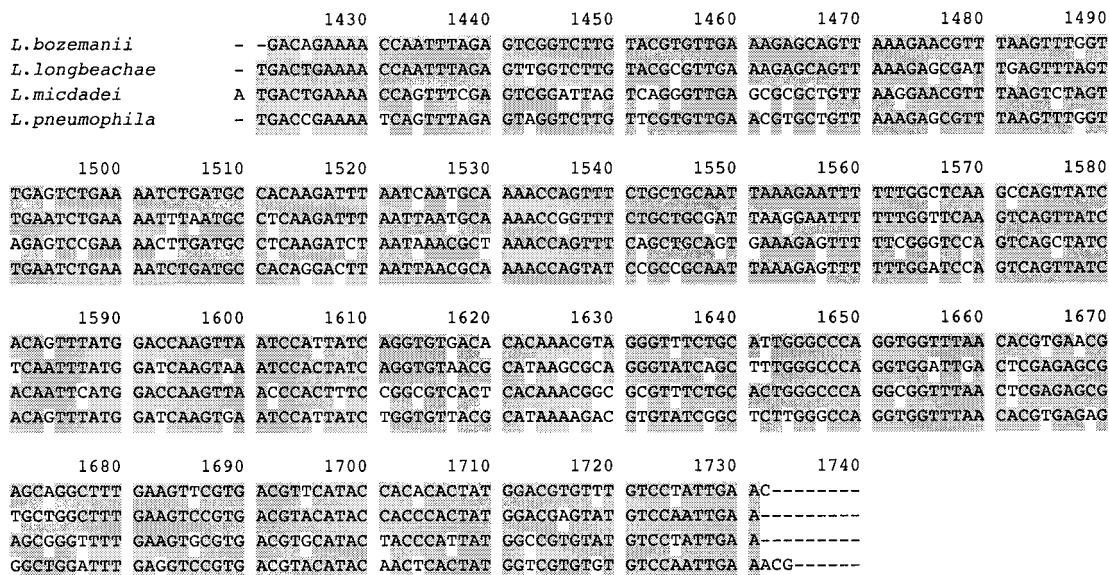 1430 1440 1450 1460 1470 1480 1490
L.bozemanii - -GACAGAAAA CCAATTTAGA GTCGGTCTTG TACGTGTTGA AAGAGCAGTT AAAGAACGTT TAAGTTTGGT
L.longbeachae - TGACTGAAAA CCAATTTAGA GTTGGTCTTG TACGCGTTGA AAGAGCAGTT AAAGAGCGAT TGAGTTTAGT
L.micdadei A TGACTGAAAA CCAGTTTCGA GTCGGATTAG TCAGGGTTGA GCGCGCTGTT AAGGAACGTT TAAGTCTAGT
L.pneumophila - TGACCGAAAA TCAGTTTAGA GTAGGTCTTG TTCGTGTTGA ACGTGCTGTT AAAGAGCGTT TAAGTTTGGT
1500 1510 1520 1530 1540 1550 1560 1570 1580
TGAGTCTGAA AATCTGATGC CACAAGATTT AATCAATGCA AAACCAGTTT CTGCTGCAAT TAAAGAATTT TTTGGCTCAA GCCAGTTATC
TGAATCTGAA AATTTAATGC CTCAAGATTT AATTAATGCA AAACCGGTTT CTGCTGCGAT TAAGGAATTT TTTGGTTCAA GTCAGTTATC
AGAGTCCGAA AACTTGATGC CTCAAGATCT AATAAACGCT AAACCAGTTT CAGCTGCAGT GAAAGAGTTT TTCGGGTCCA GTCAGCTATC
TGAATCTGAA AATCTGATGC CACAGGACTT AATTAACGCA AAACCAGTAT CCGCCGCAAT TAAAGAGTTT TTTGGATCCA GTCAGTTATC
1590 1600 1610 1620 1630 1640 1650 1660 1670
ACAGTTTATG GACCAAGTTA ATCCATTATC AGGTGTGACA CACAAACGTA GGGTTTCTGC ATTGGGCCCA GGTGGTTTAA CACGTGAACG
TCAATTTATG GATCAAGTAA ATCCACTATC AGGTGTAACG CATAAGCGCA GGGTATCAGC TTTGGGCCCA GGTGGATTGA CTCGAGAGCG
ACAATTCATG GACCAAGTTA ACCCACTTTC CGGCGTCACT CACAAACGGC GCGTTTCTGC ACTGGGCCCA GGCGGTTTAA CTCGAGAGCG
ACAGTTTATG GATCAAGTGA ATCCATTATC TGGTGTTACG CATAAAAGAC GTGTATCGGC TCTTGGGCCA GGTGGTTTAA CACGTGAGAG
1680 1690 1700 1710 1720 1730 1740
AGCAGGCTTT GAAGTTCGTG ACGTTCATAC CACACACTAT GGACGTGTTT GTCCTATTGA AC--------
TGCTGGCTTT GAAGTCCGTG ACGTACATAC CACCCACTAT GGACGAGTAT GTCCAATTGA A---------
AGCGGGTTTT GAAGTGCGTG ACGTGCATAC TACCCATTAT GGCCGTGTAT GTCCTATTGA A---------
GGCTGGATTT GAGGTCCGTG ACGTACATAC AACTCACTAT GGTCGTGTGT GTCCAATTGA AACG------